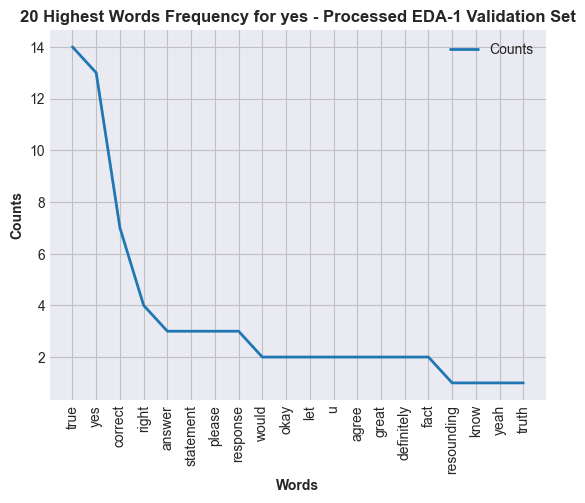 20 Highest Words Frequency for yes - Processed EDA-1 Validation Set
Counts
14
12
10
8
6
4
2
Counts
true
yes
correct
right
answer
statement
please
response
would
okay
let
u
agree
great
definitely
fact
resounding
know
yeah
truth
Words